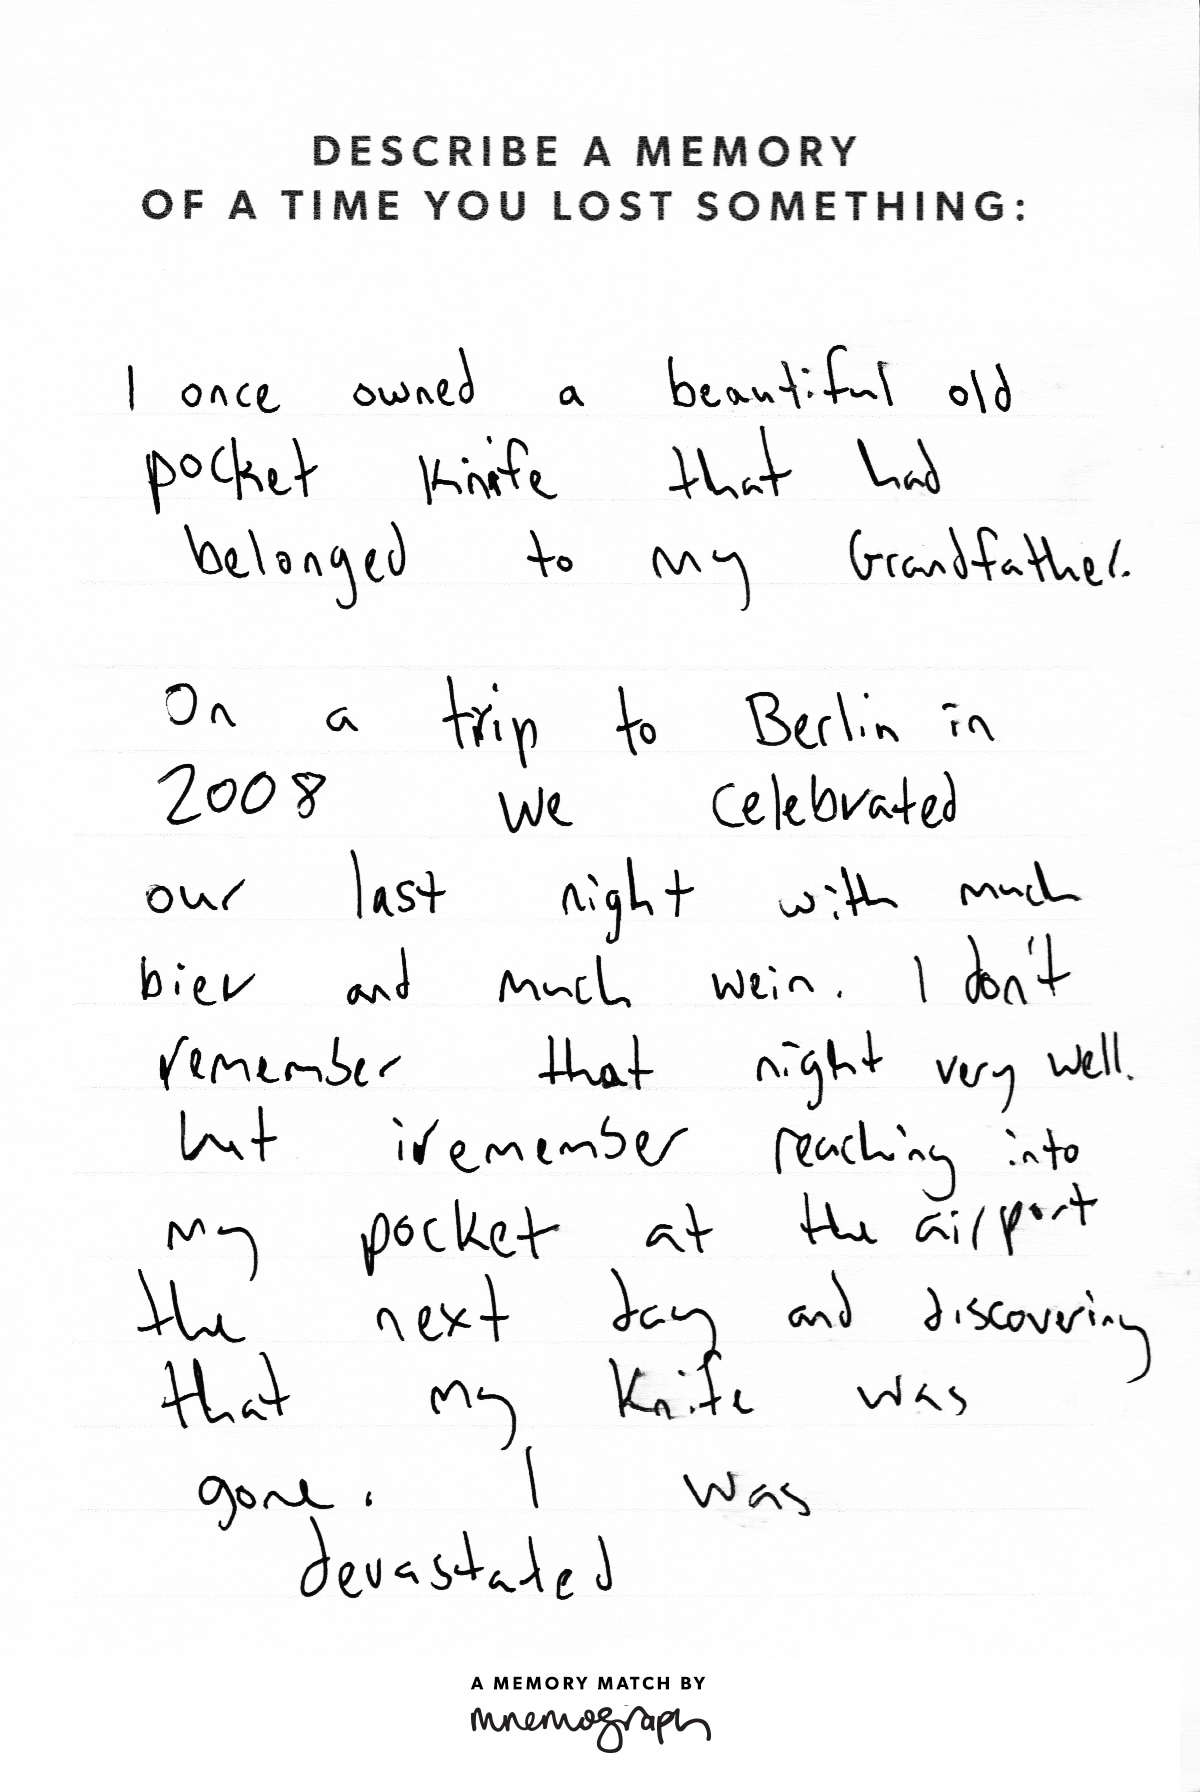 DESCRIBE A MEMORY
OF A TIME YOU LOST SOMETHING:
I once owned a beautiful old
pocket knife that had
belonged to my Grandfather.
On a trip to Berlin in
2008 we celebrated
our last night with much
bier and much wein. I don't
remember that night very well.
but i remember reaching into
my pocket at the airport
the next day and discovering
that my knife was
gone. I was
devastated
A MEMORY MATCH BY
mnemograph